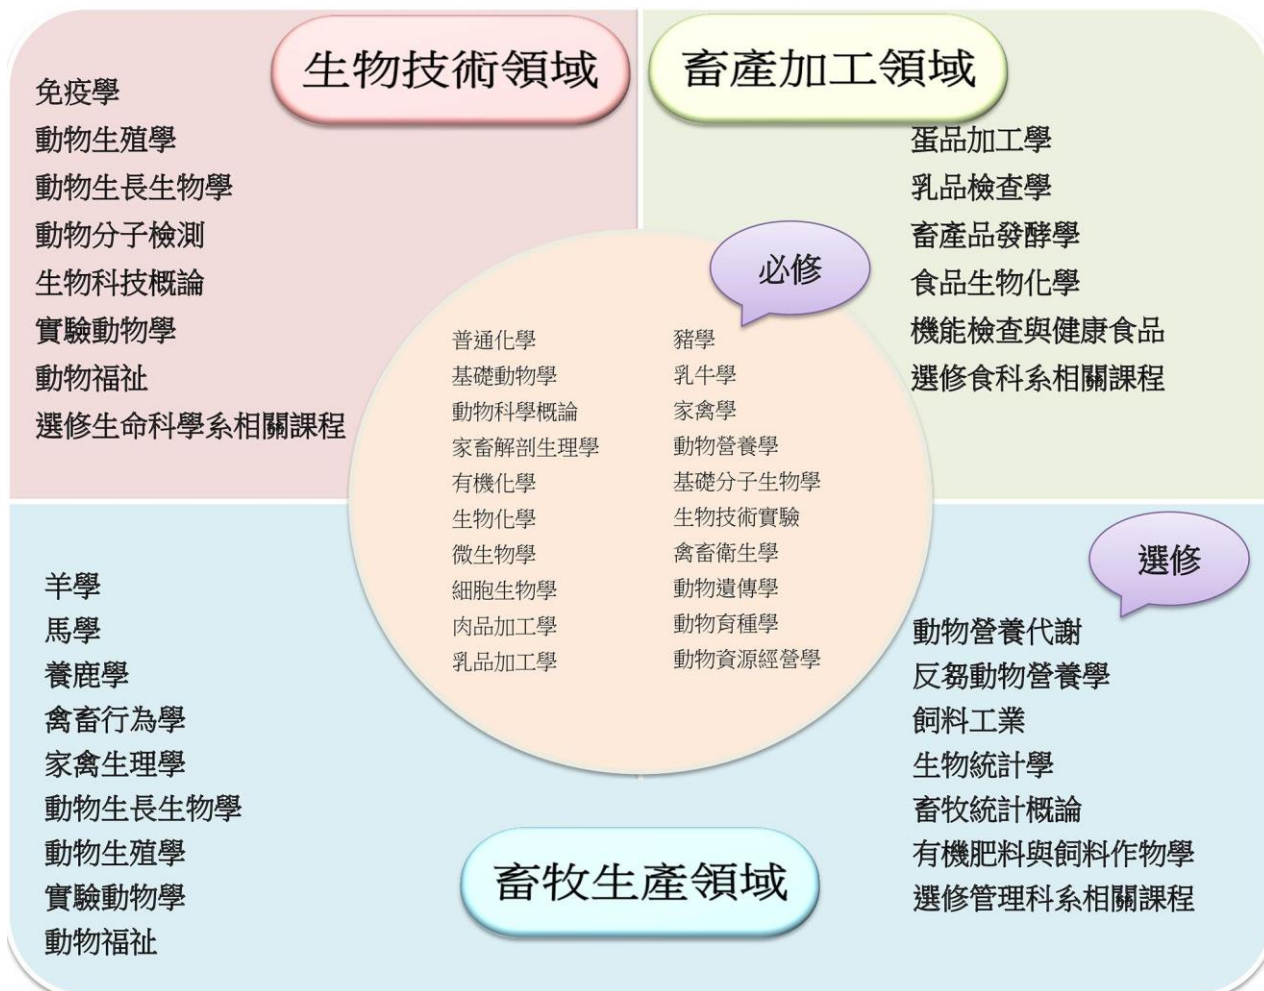 生物技術領域
免疫學
動物生殖學
動物生長生物學
動物分子檢測
生物科技概論
實驗動物學
動物福祉
選修生命科學系相關課程
畜產加工領域
蛋品加工學
乳品檢查學
畜產品發酵學
食品生物化學
機能檢查與健康食品
選修食科系相關課程
必修
普通化學
基礎動物學
動物科學概論
家畜解剖生理學
有機化學
生物化學
微生物學
細胞生物學
肉品加工學
乳品加工學
豬學
乳牛學
家禽學
動物營養學
基礎分子生物學
生物技術實驗
禽畜衛生學
動物遺傳學
動物育種學
動物資源經營學
選修
羊學
馬學
養鹿學
禽畜行為學
家禽生理學
動物生長生物學
動物生殖學
實驗動物學
動物福祉
畜牧生產領域
動物營養代謝
反芻動物營養學
飼料工業
生物統計學
畜牧統計概論
有機肥料與飼料作物學
選修管理科系相關課程